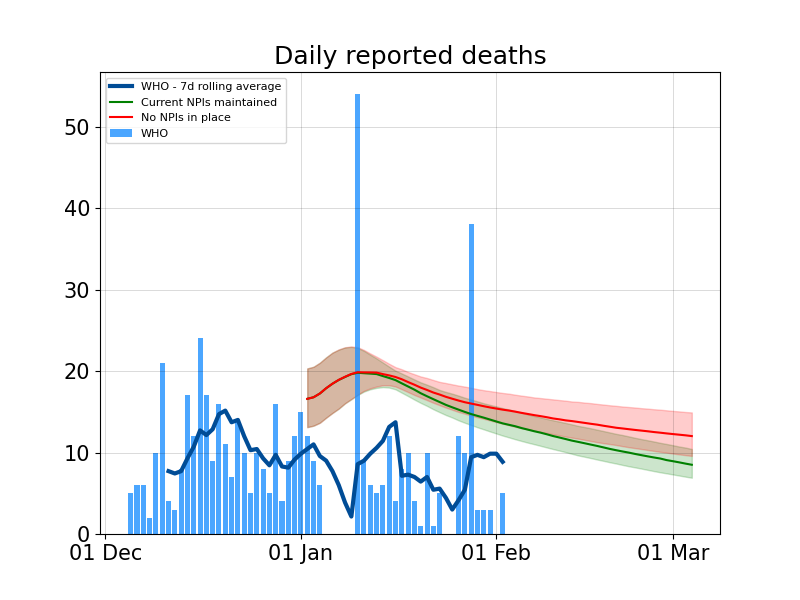 Daily reported deaths
WHO - 7d rolling average
Current NPIs maintained
No NPIs in place
WHO
50
40
30
20
10
0
01 Dec
01 Jan
01 Feb
01 Mar